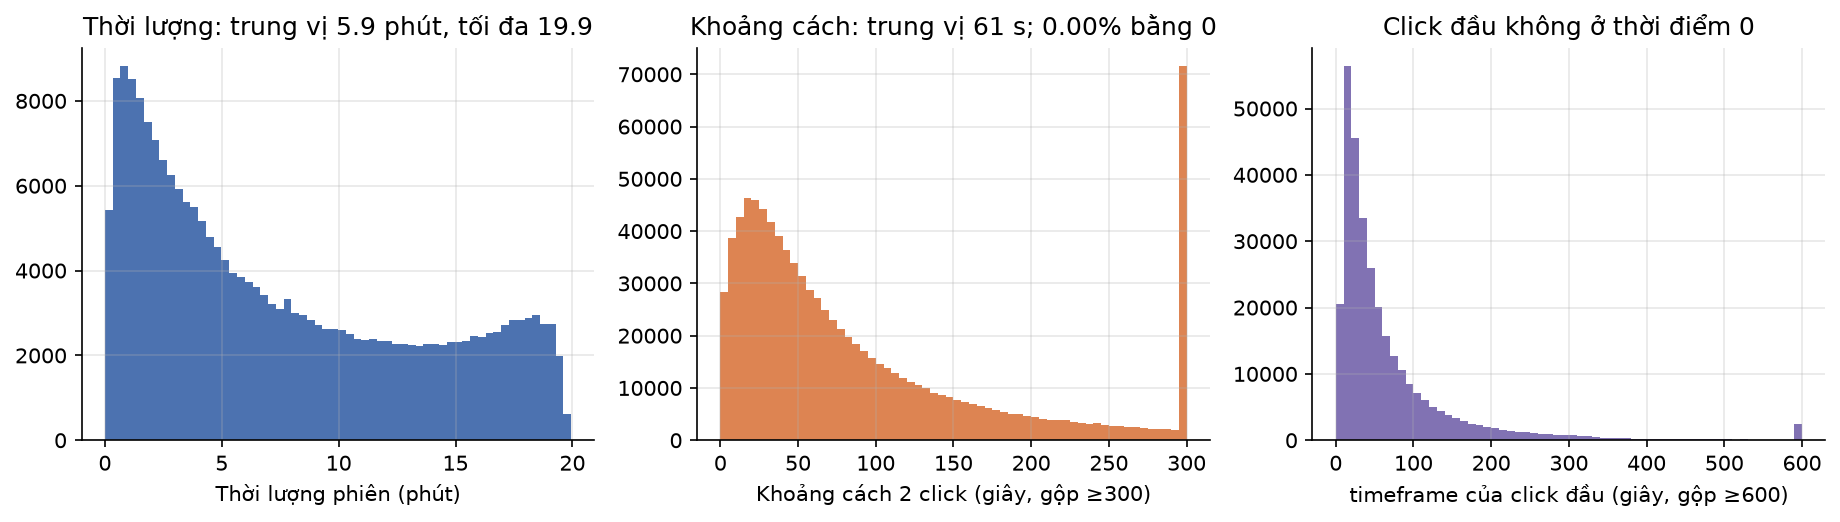 Thời lượng: trung vị 5.9 phút, tối đa 19.9
8000
6000
4000
2000
0
0 5 10 15 20
Thời lượng phiên (phút)
Khoảng cách: trung vị 61 s; 0.00% bằng 0
70000
60000
50000
40000
30000
20000
10000
0
0 50 100 150 200 250 300
Khoảng cách 2 click (giây, gộp ≥300)
Click đầu không ở thời điểm 0
50000
40000
30000
20000
10000
0
0 100 200 300 400 500 600
timeframe của click đầu (giây, gộp ≥600)